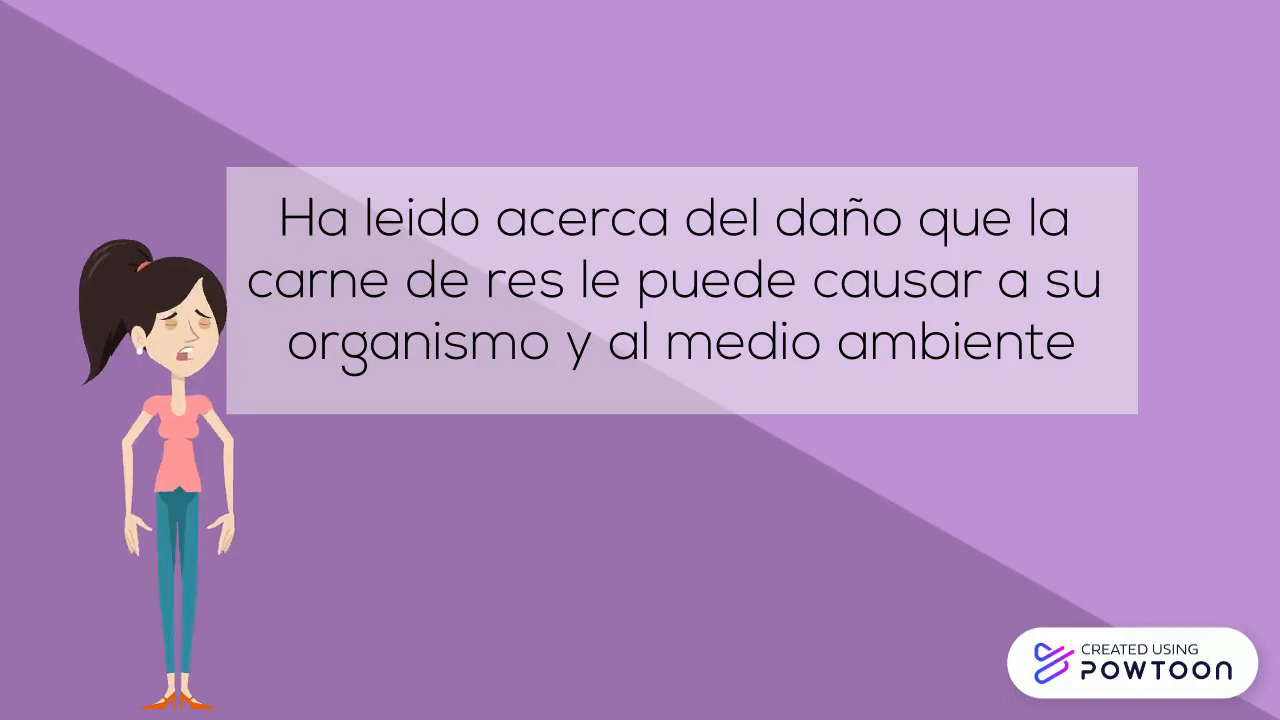 Ha leido acerca del daño que la
carne de res le puede causar a su
organismo y al medio ambiente
CREATED USING
POWTOON